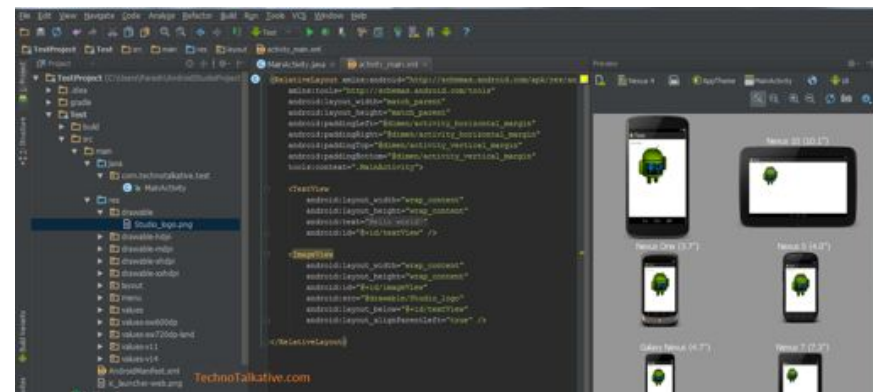 File Edit View Navigate Code Analyze Refactor Build Run Tools VCS Window Help
Test
TestProject Test src main res layout activity_main.xml
Project
MainActivity.java activity_main.xml
Preview
TestProject
.idea
gradle
Test
build
src
main
java
com.technotalkative.test
MainActivity
res
drawable
Studio_logo.png
drawable-hdpi
drawable-mdpi
drawable-xhdpi
drawable-xxhdpi
layout
menu
values
values-sw600dp
values-sw720dp-land
values-v11
values-v14
AndroidManifest.xml
ic_launcher-web.png
1: Project
7: Structure
Build Variants
<RelativeLayout xmlns:android="http://schemas.android.com/apk/res/an
xmlns:tools="http://schemas.android.com/tools"
android:layout_width="match_parent"
android:layout_height="match_parent"
android:paddingLeft="@dimen/activity_horizontal_margin"
android:paddingRight="@dimen/activity_horizontal_margin"
android:paddingTop="@dimen/activity_vertical_margin"
android:paddingBottom="@dimen/activity_vertical_margin"
tools:context=".MainActivity">
<TextView
android:layout_width="wrap_content"
android:layout_height="wrap_content"
android:text="Hello world!"
android:id="@+id/textView" />
<ImageView
android:layout_width="wrap_content"
android:layout_height="wrap_content"
android:id="@+id/imageView"
android:src="@drawable/Studio_logo"
android:layout_below="@+id/textView"
android:layout_alignParentLeft="true" />
</RelativeLayout>
Nexus 4 AppTheme MainActivity
Nexus 10 (10.1")
Nexus One (3.7") Nexus S (4.0")
Galaxy Nexus (4.7") Nexus 7 (7.3")
TechnoTalkative.com